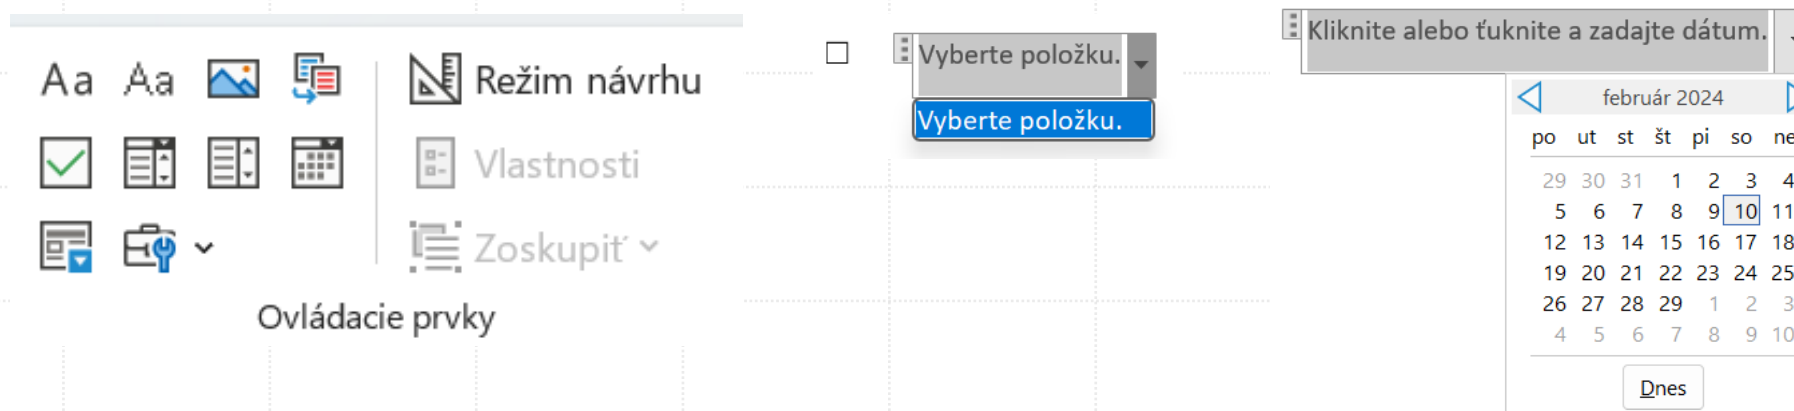 Aa Aa Režim návrhu
Vlastnosti
Zoskupiť
Ovládacie prvky
Vyberte položku.
Vyberte položku.
Kliknite alebo ťuknite a zadajte dátum.
február 2024
po ut st št pi so ne
29 30 31 1 2 3 4
5 6 7 8 9 10 11
12 13 14 15 16 17 18
19 20 21 22 23 24 25
26 27 28 29 1 2 3
4 5 6 7 8 9 10
Dnes